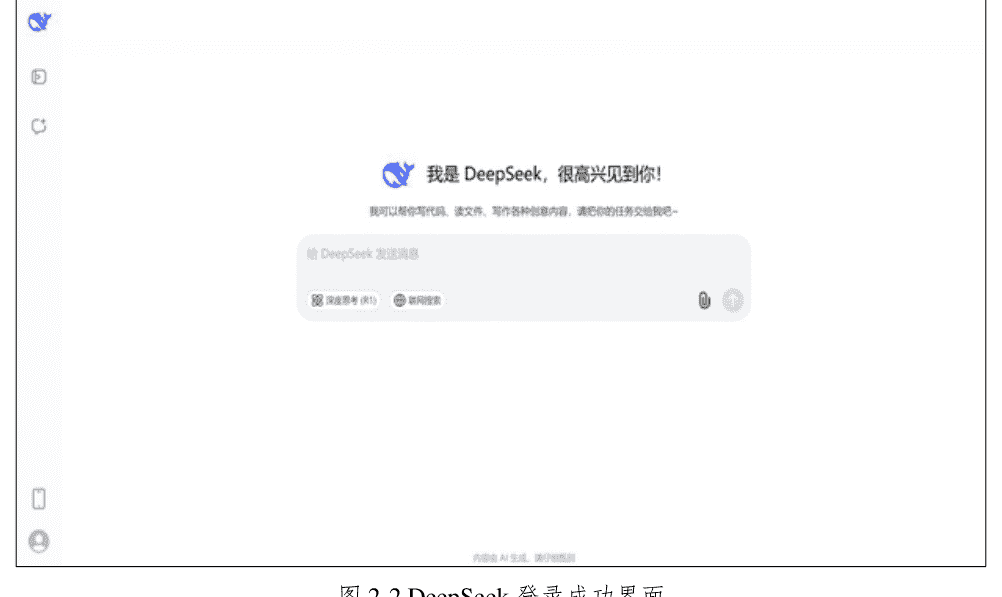 我是 DeepSeek，很高兴见到你！
我可以帮你写代码、读文件、写作各种创意内容，请把你的任务交给我吧~
给 DeepSeek 发送消息
深度思考 (R1) 联网搜索
内容由 AI 生成，请仔细甄别
图 2-2 DeepSeek 登录成功界面